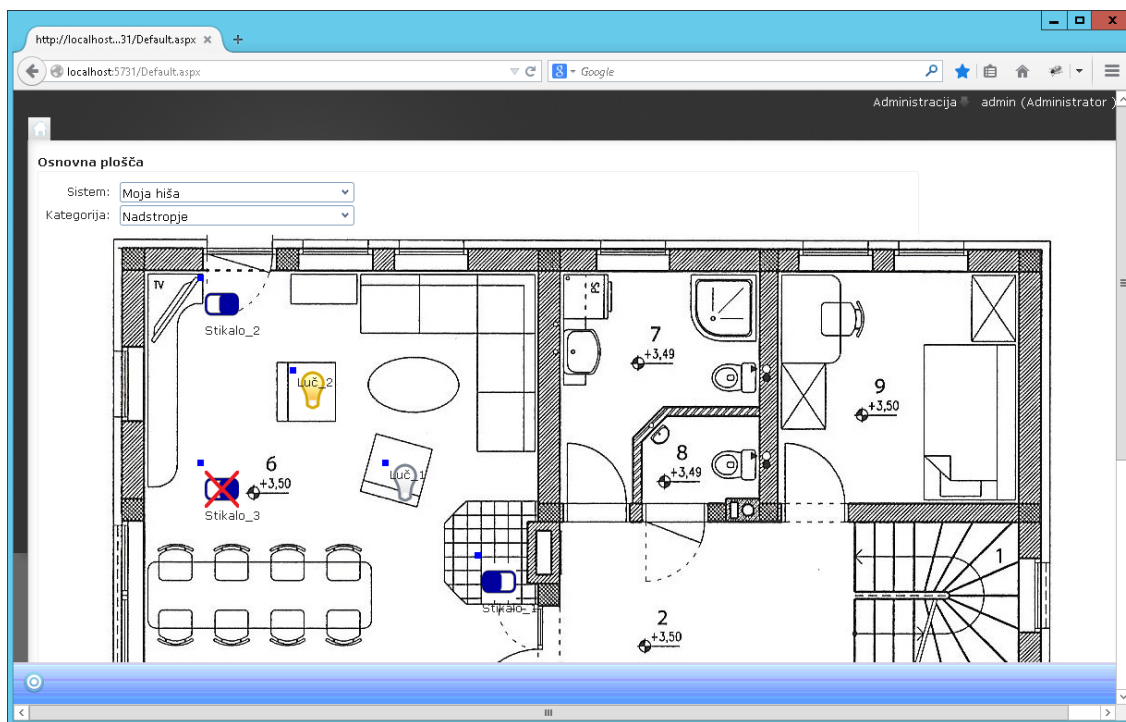 http://localhost...31/Default.aspx
localhost:5731/Default.aspx
Google
Administracija
admin (Administrator )
Osnovna plošča
Sistem:
Moja hiša
Kategorija:
Nadstropje
TV
PS
Stikalo_2
7
+3,49
Luč_2
9
+3,50
6
+3,50
Luč_1
8
+3,49
Stikalo_3
1
Stikalo_1
2
+3,50